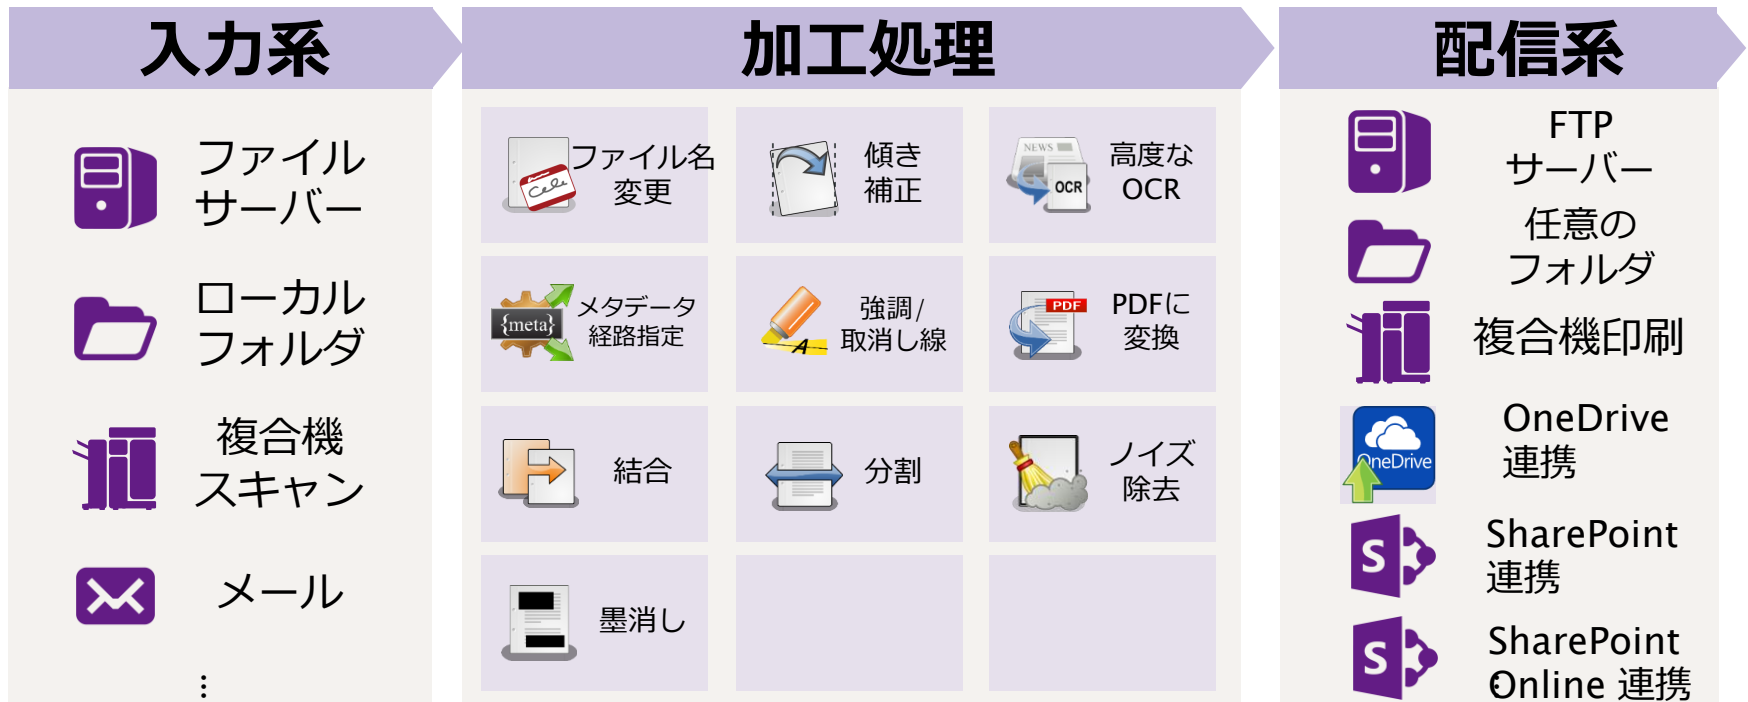 入力系
加工処理
配信系
ファイル
サーバー
ローカル
フォルダ
複合機
スキャン
メール
⋮
ファイル名
変更
傾き
補正
NEWS
OCR
高度な
OCR
{meta}
メタデータ
経路指定
A
強調/
取消し線
PDF
PDFに
変換
結合
分割
ノイズ
除去
墨消し
FTP
サーバー
任意の
フォルダ
複合機印刷
OneDrive
OneDrive
連携
S
SharePoint
連携
S
SharePoint
Online 連携
⋮